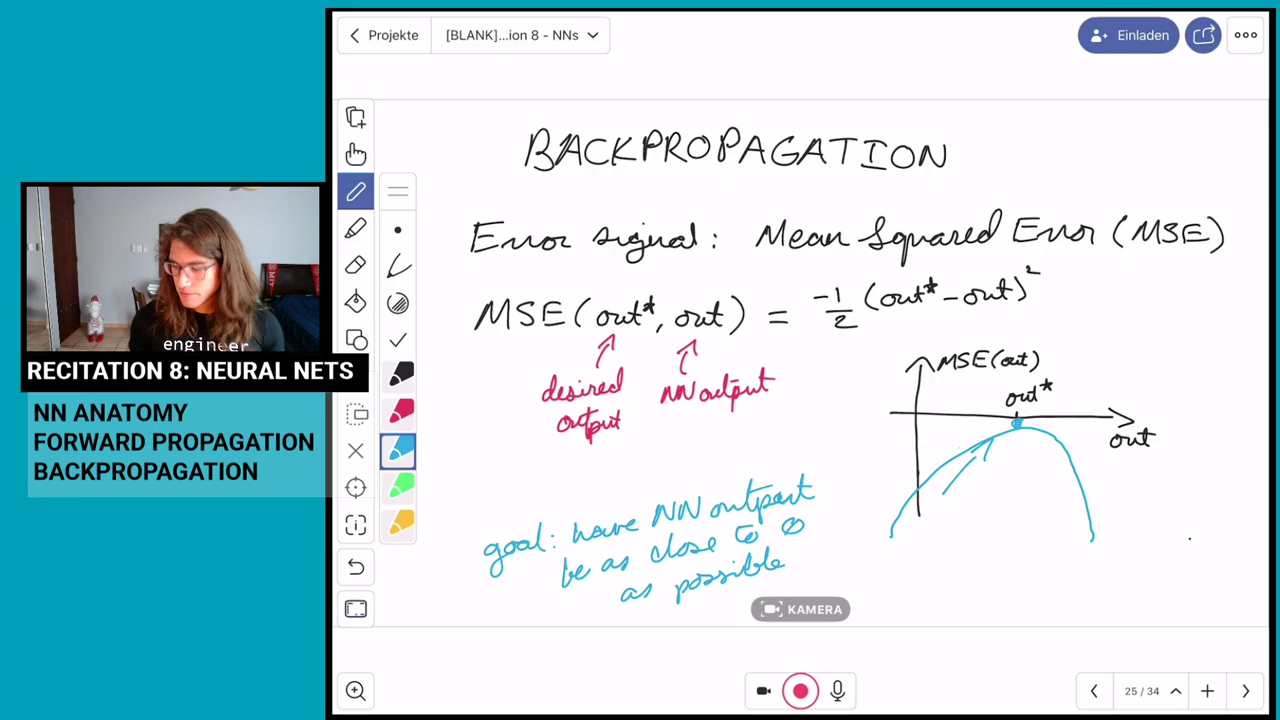 Projekte
[BLANK]...ion 8 - NNs
Einladen
BACKPROPAGATION
Error signal: Mean Squared Error (MSE)
MSE(out*, out) = -1/2 (out* - out)²
desired
output
NN output
MSE(out)
out*
out
goal: have NN outpout
be as close to 0
as possible
engineer
RECITATION 8: NEURAL NETS
NN ANATOMY
FORWARD PROPAGATION
BACKPROPAGATION
KAMERA
25 / 34